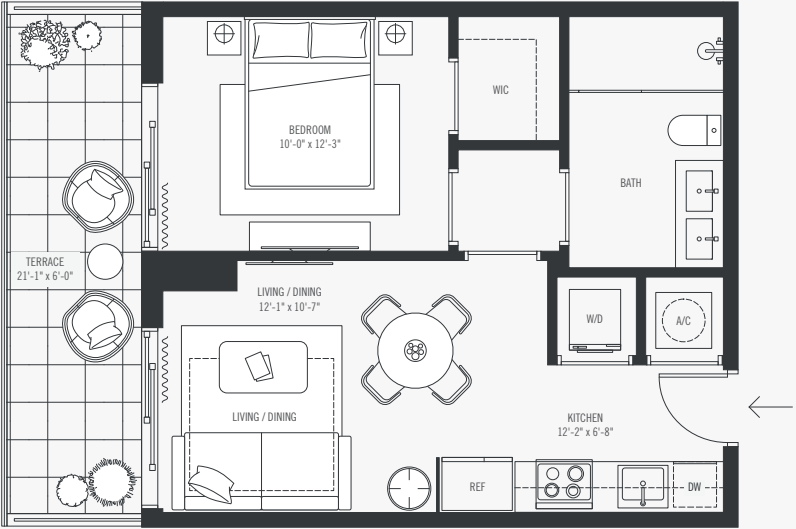 WIC
BEDROOM
10'-0" x 12'-3"
BATH
TERRACE
21'-1" x 6'-0"
LIVING / DINING
12'-1" x 10'-7"
W/D
A/C
LIVING / DINING
KITCHEN
12'-2" x 6'-8"
REF
DW